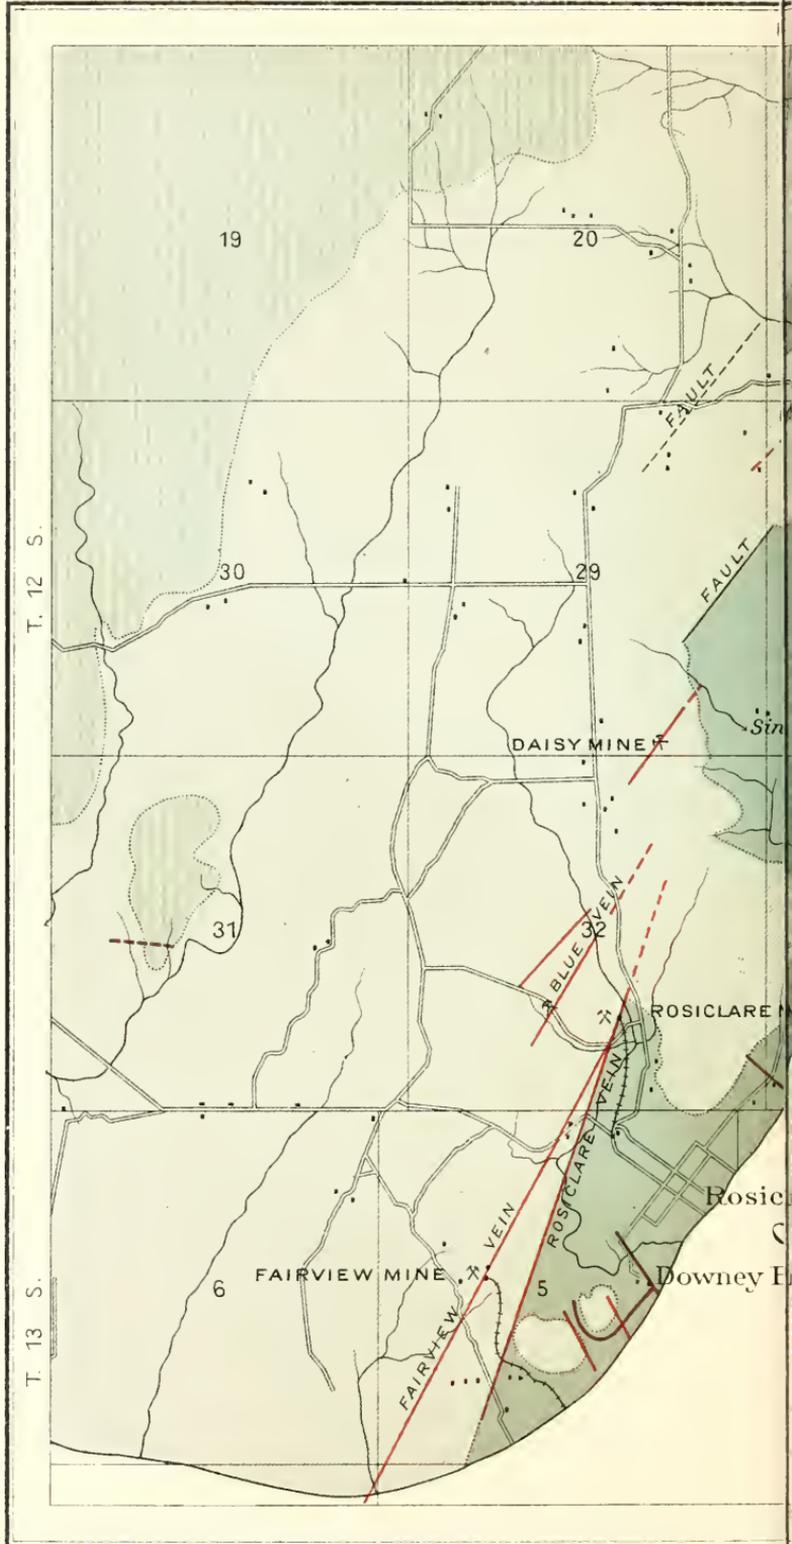 19
20
FAULT
T. 12 S.
30
29
FAULT
DAISY MINE
31
32
BLUE VEIN
ROSICLARE
ROSICLARE VEIN
FAIRVIEW VEIN
FAIRVIEW MINE
6
5
T. 13 S.